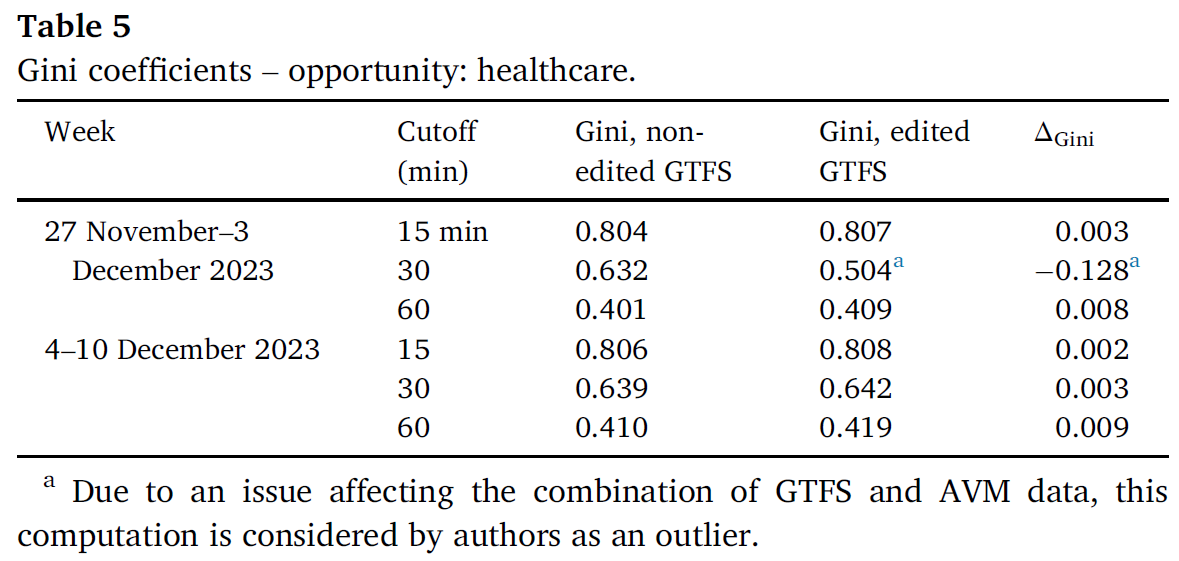 Table 5
Gini coefficients – opportunity: healthcare.
Week Cutoff (min) Gini, non-edited GTFS Gini, edited GTFS ΔGini
27 November–3 December 2023 15 min 0.804 0.807 0.003
30 0.632 0.504a −0.128a
60 0.401 0.409 0.008
4–10 December 2023 15 0.806 0.808 0.002
30 0.639 0.642 0.003
60 0.410 0.419 0.009
a Due to an issue affecting the combination of GTFS and AVM data, this
computation is considered by authors as an outlier.